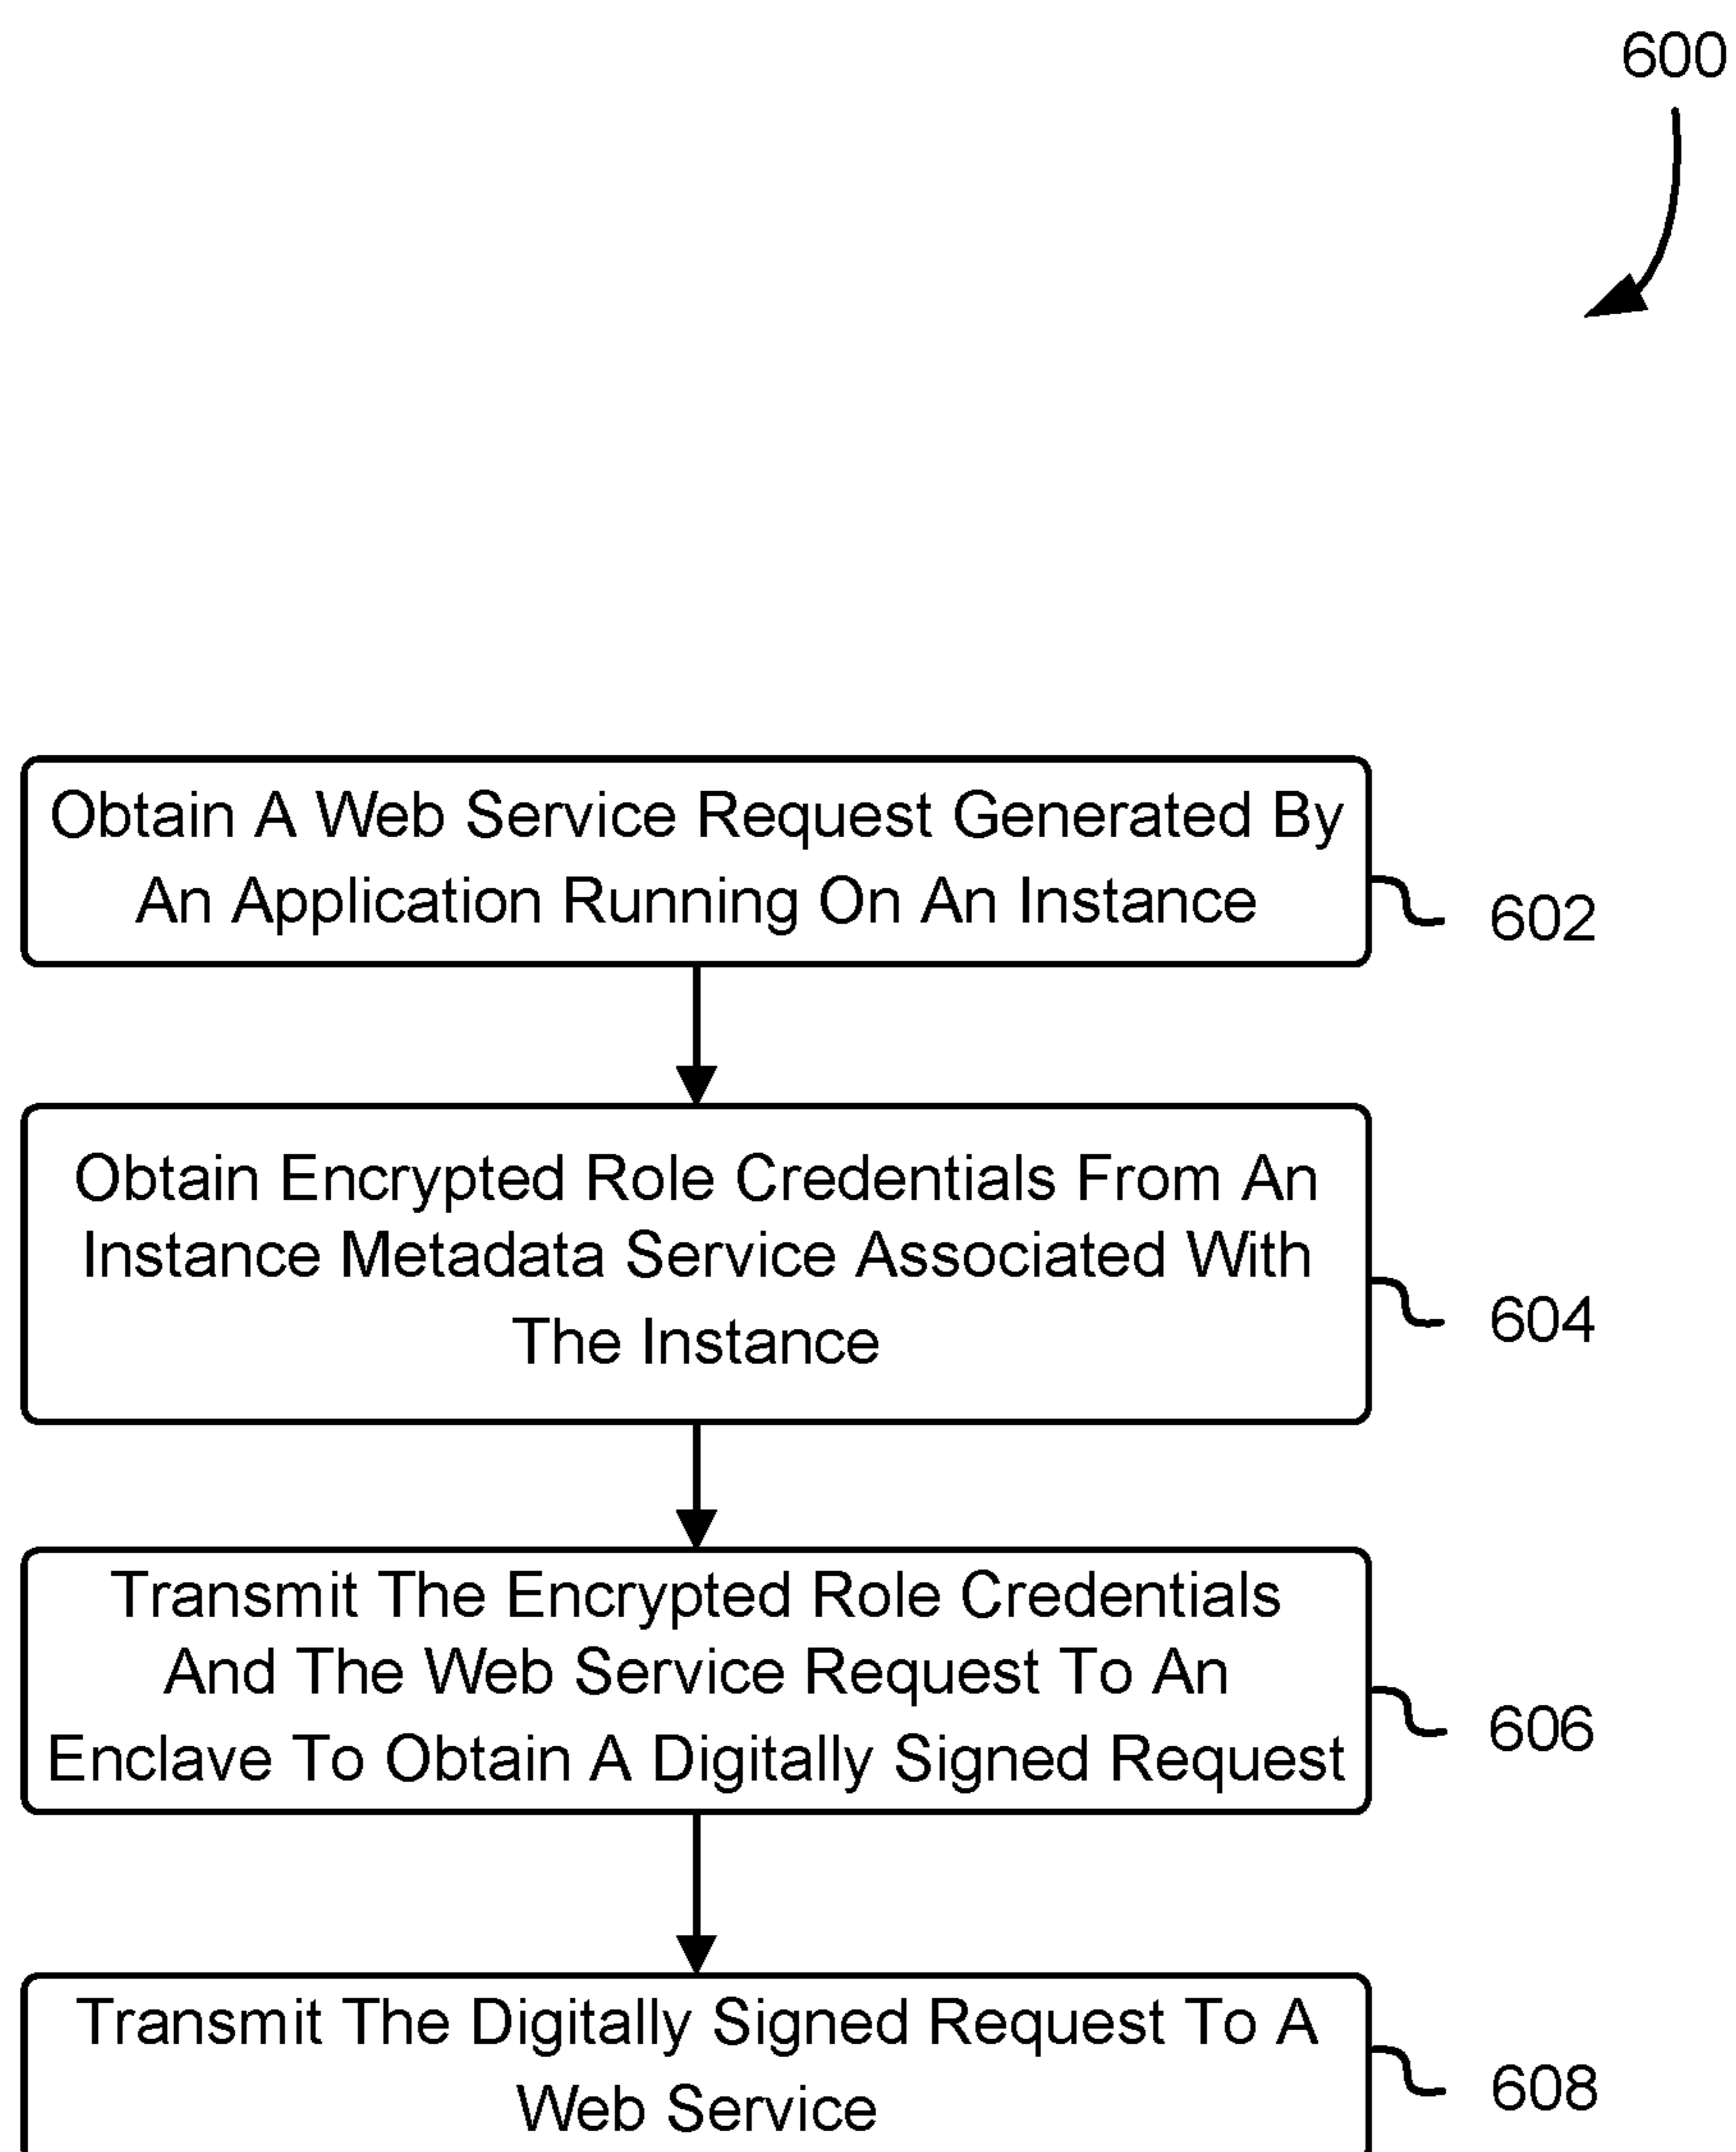 600
Obtain A Web Service Request Generated By
An Application Running On An Instance
602
Obtain Encrypted Role Credentials From An
Instance Metadata Service Associated With
The Instance
604
Transmit The Encrypted Role Credentials
And The Web Service Request To An
Enclave To Obtain A Digitally Signed Request
606
Transmit The Digitally Signed Request To A
Web Service
608